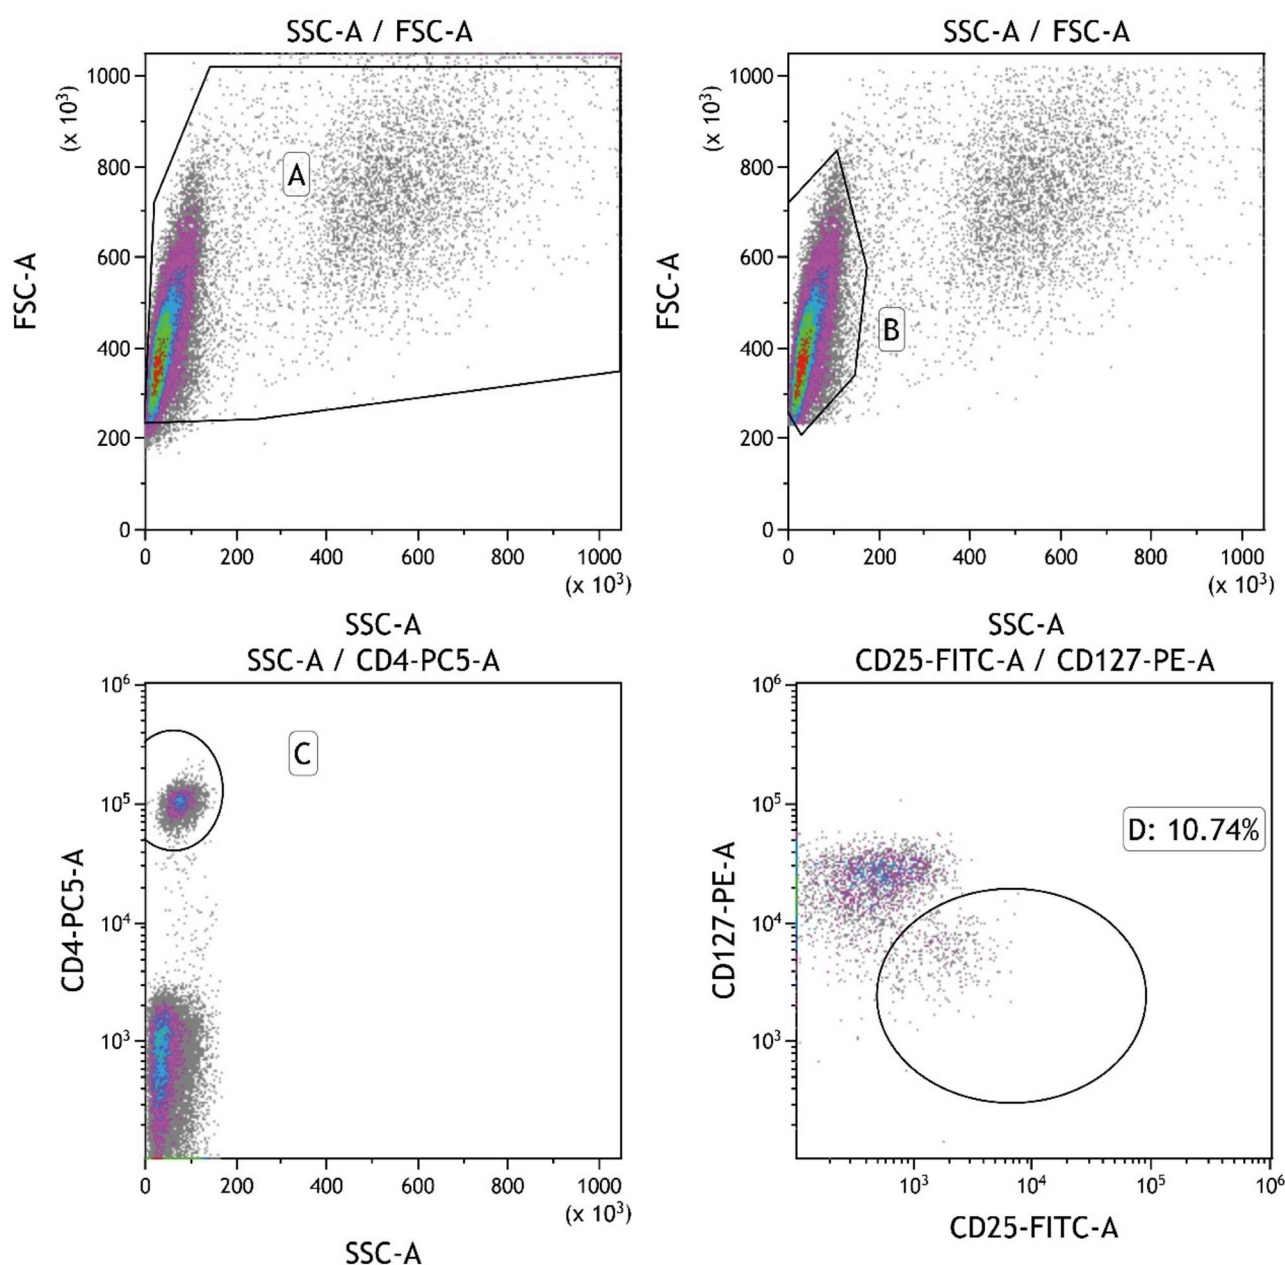 SSC-A / FSC-A
(x 10³)
FSC-A
1000
800
600
400
200
0
A
0 200 400 600 800 1000
(x 10³)
SSC-A
SSC-A / FSC-A
(x 10³)
FSC-A
1000
800
600
400
200
0
B
0 200 400 600 800 1000
(x 10³)
SSC-A
SSC-A / CD4-PC5-A
CD4-PC5-A
10⁶
10⁵
10⁴
10³
C
0 200 400 600 800 1000
(x 10³)
SSC-A
CD25-FITC-A / CD127-PE-A
CD127-PE-A
10⁶
10⁵
10⁴
10³
D: 10.74%
10³ 10⁴ 10⁵ 10⁶
CD25-FITC-A